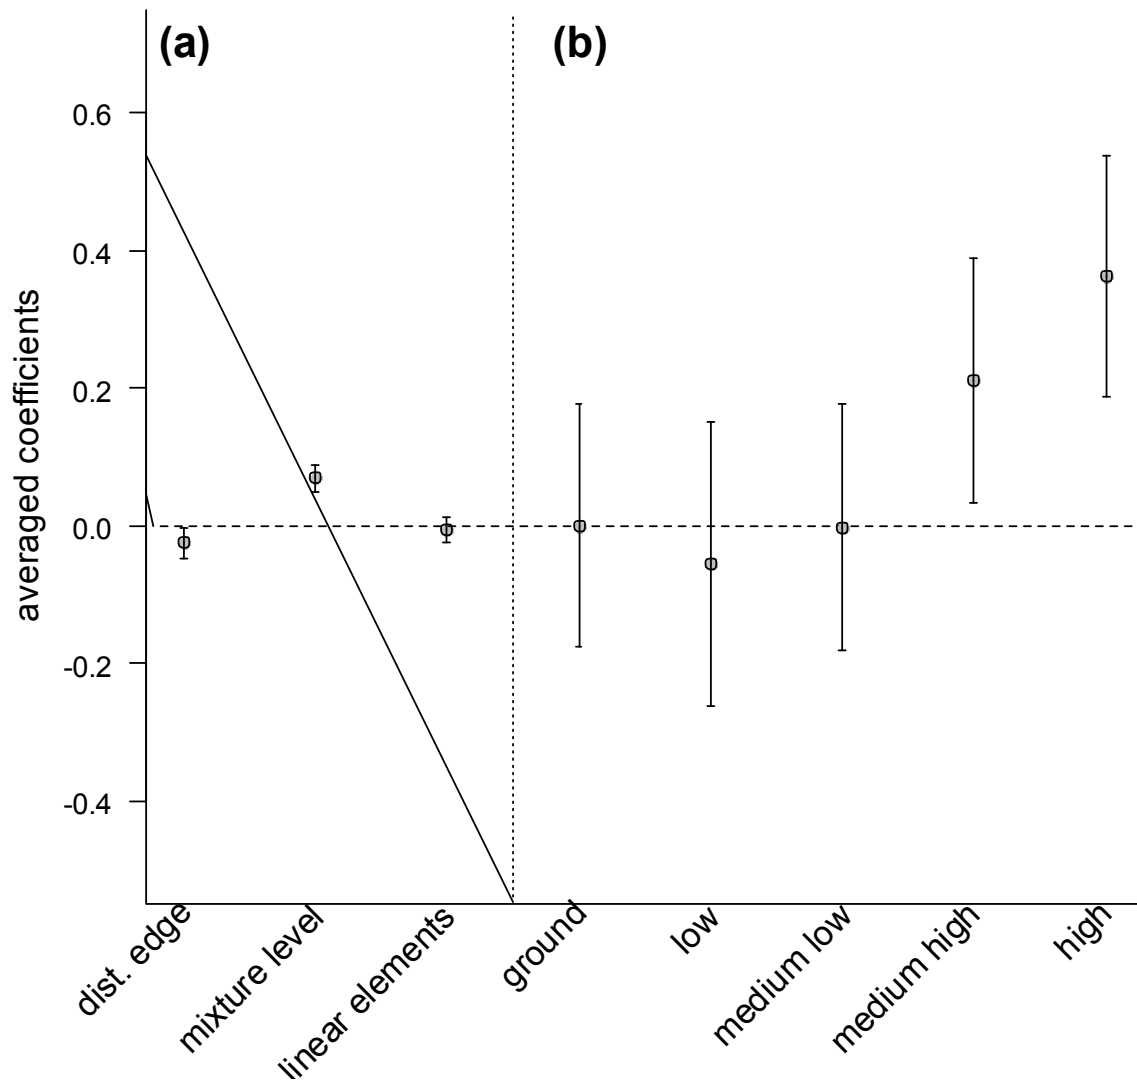 (a)
(b)
averaged coefficients
0.6
0.4
0.2
0.0
-0.2
-0.4
dist. edge
mixture level
linear elements
ground
low
medium low
medium high
high